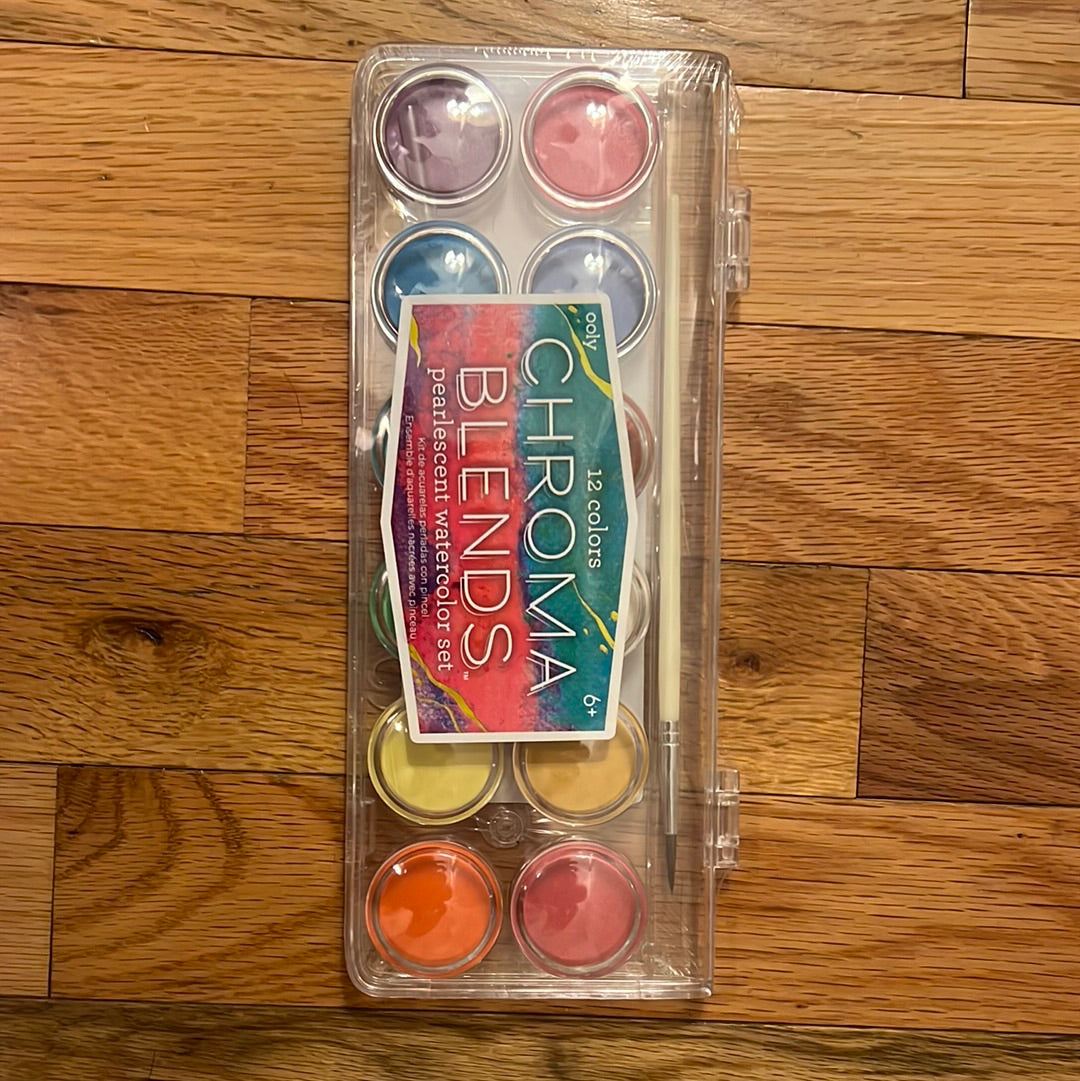 ooly
12 colors
6+
CHROMA
BLENDS™
pearlescent watercolor set
Kit de acuarelas perladas con pincel
Ensemble d'aquarelles nacrées avec pinceau